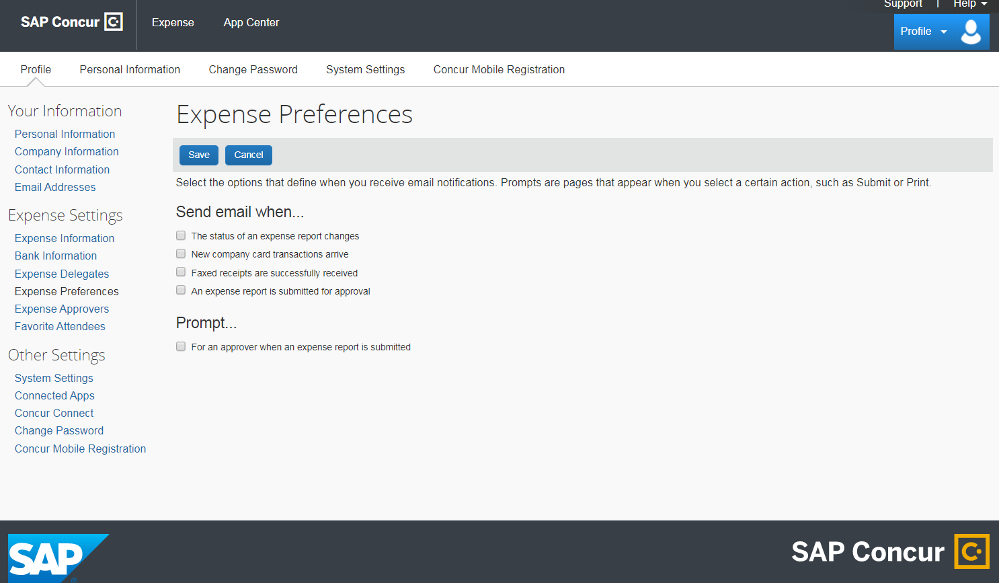 Support | Help
SAP Concur C
Expense
App Center
Profile
Profile
Personal Information
Change Password
System Settings
Concur Mobile Registration
Your Information
Personal Information
Company Information
Contact Information
Email Addresses
Expense Settings
Expense Information
Bank Information
Expense Delegates
Expense Preferences
Expense Approvers
Favorite Attendees
Other Settings
System Settings
Connected Apps
Concur Connect
Change Password
Concur Mobile Registration
Expense Preferences
Save
Cancel
Select the options that define when you receive email notifications. Prompts are pages that appear when you select a certain action, such as Submit or Print.
Send email when...
The status of an expense report changes
New company card transactions arrive
Faxed receipts are successfully received
An expense report is submitted for approval
Prompt...
For an approver when an expense report is submitted
SAP ®
SAP Concur C